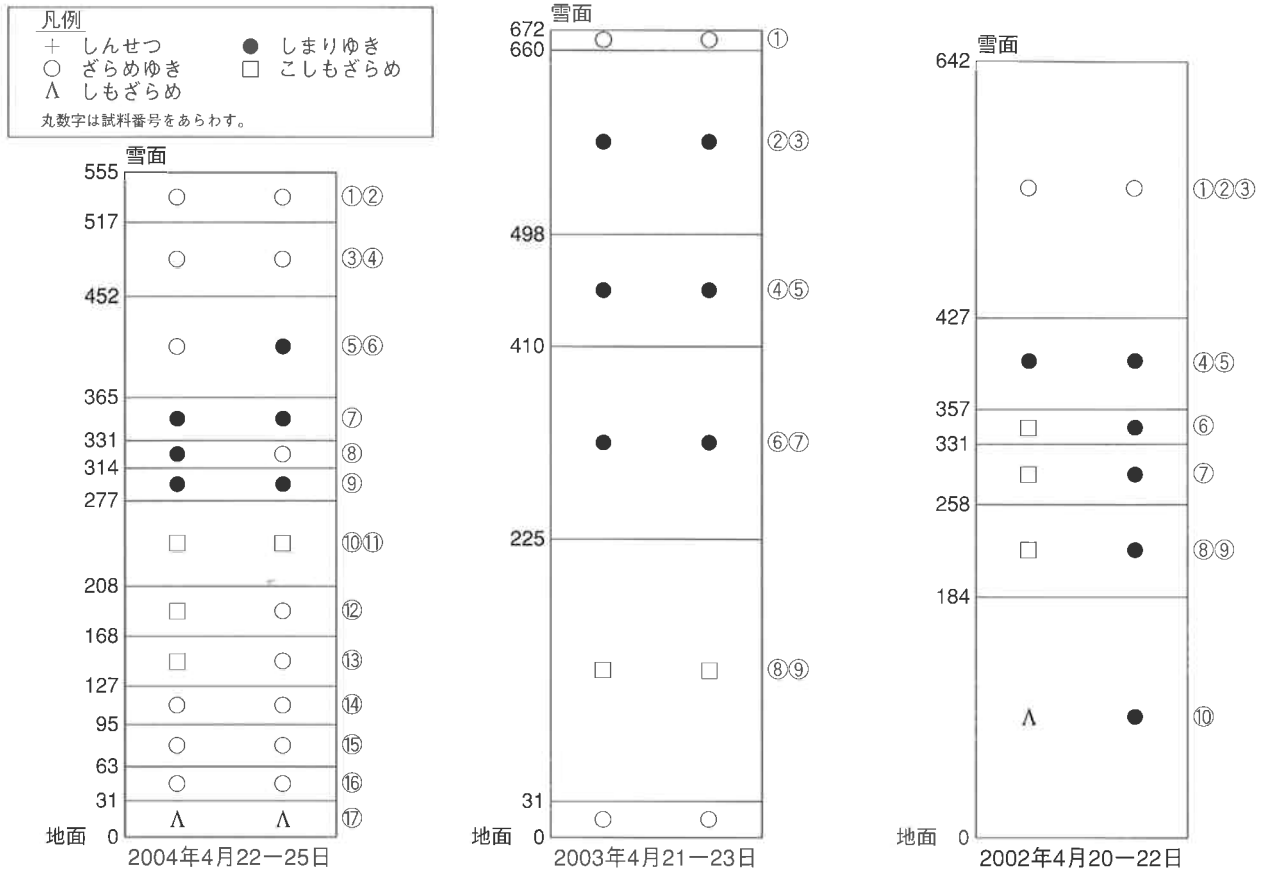 凡例
+ しんせつ ● しまりゆき
○ ざらめゆき □ こしもざらめ
Λ しもざらめ
丸数字は試料番号をあらわす。
雪面
555
①②
517
③④
452
⑤⑥
365
⑦
331
⑧
314
⑨
277
⑩⑪
208
⑫
168
⑬
127
⑭
95
⑮
63
⑯
31
Λ Λ ⑰
地面 0
2004年4月22−25日
雪面
672
①
660
②③
498
④⑤
410
⑥⑦
225
⑧⑨
31
地面 0
2003年4月21−23日
雪面
642
①②③
427
④⑤
357
⑥
331
⑦
258
⑧⑨
184
Λ ⑩
地面 0
2002年4月20−22日